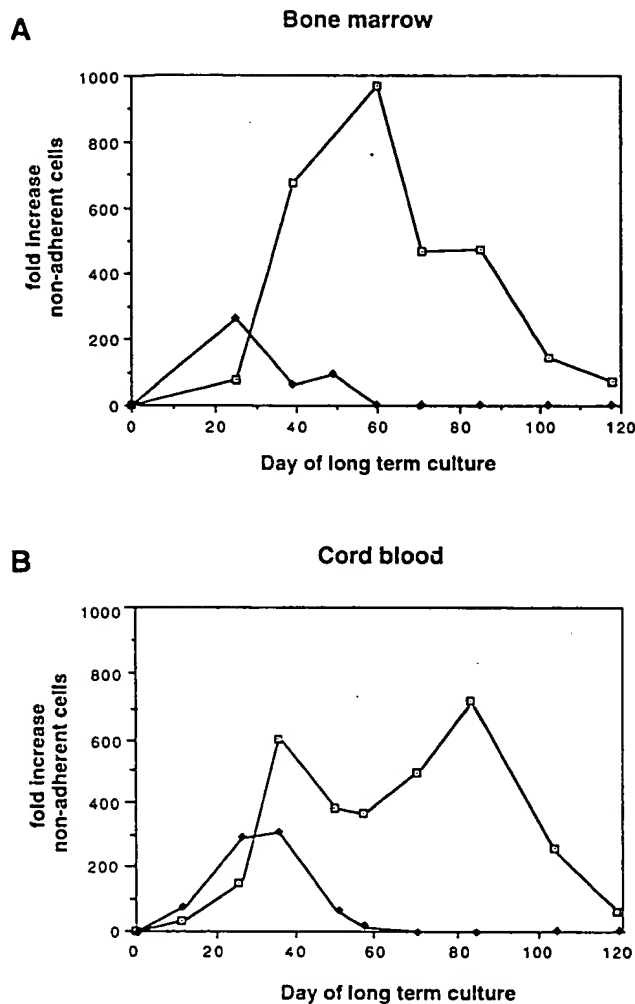 A
Bone marrow
1000
800
600
400
200
0
fold increase
non-adherent cells
0 20 40 60 80 100 120
Day of long term culture
B
Cord blood
1000
800
600
400
200
0
fold increase
non-adherent cells
0 20 40 60 80 100 120
Day of long term culture